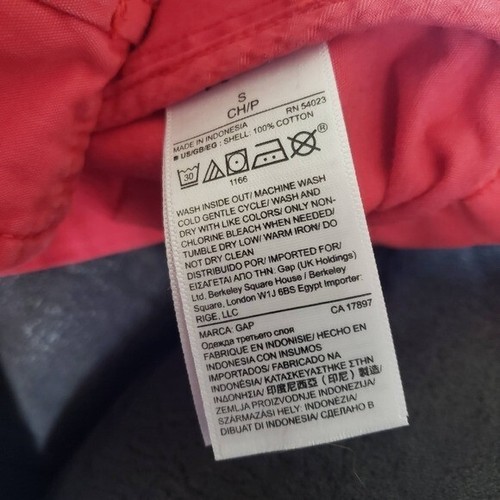 S
CH/P
RN 54023
MADE IN INDONESIA
■ US/GB/EG : SHELL: 100% COTTON
30
®
1166
WASH INSIDE OUT/ MACHINE WASH
COLD GENTLE CYCLE/ WASH AND
DRY WITH LIKE COLORS/ ONLY NON-
CHLORINE BLEACH WHEN NEEDED/
TUMBLE DRY LOW/ WARM IRON/ DO
NOT DRY CLEAN
DISTRIBUIDO POR/ IMPORTED FOR/
ΕΙΣΑΓΕΤΑΙ ΑΠΟ ΤΗΝ: Gap (UK Holdings)
Ltd, Berkeley Square House / Berkeley
Square, London W1J 6BS Egypt Importer:
RIGE, LLC
CA 17897
MARCA: GAP
Одежда третьего слоя
FABRIQUE EN INDONESIE/ HECHO EN
INDONESIA CON INSUMOS
IMPORTADOS/ FABRICADO NA
INDONÉSIA/ ΚΑΤΑΣΚΕΥΑΣΤΗΚΕ ΣΤΗΝ
ΙΝΔΟΝΗΣΙΑ/ 印度尼西亞（印尼）製造/
ZEMLJA PROIZVODNJE INDONEZIJA/
SZÁRMAZÁSI HELY: INDONÉZIA/
DIBUAT DI INDONESIA/ СДЕЛАНО В